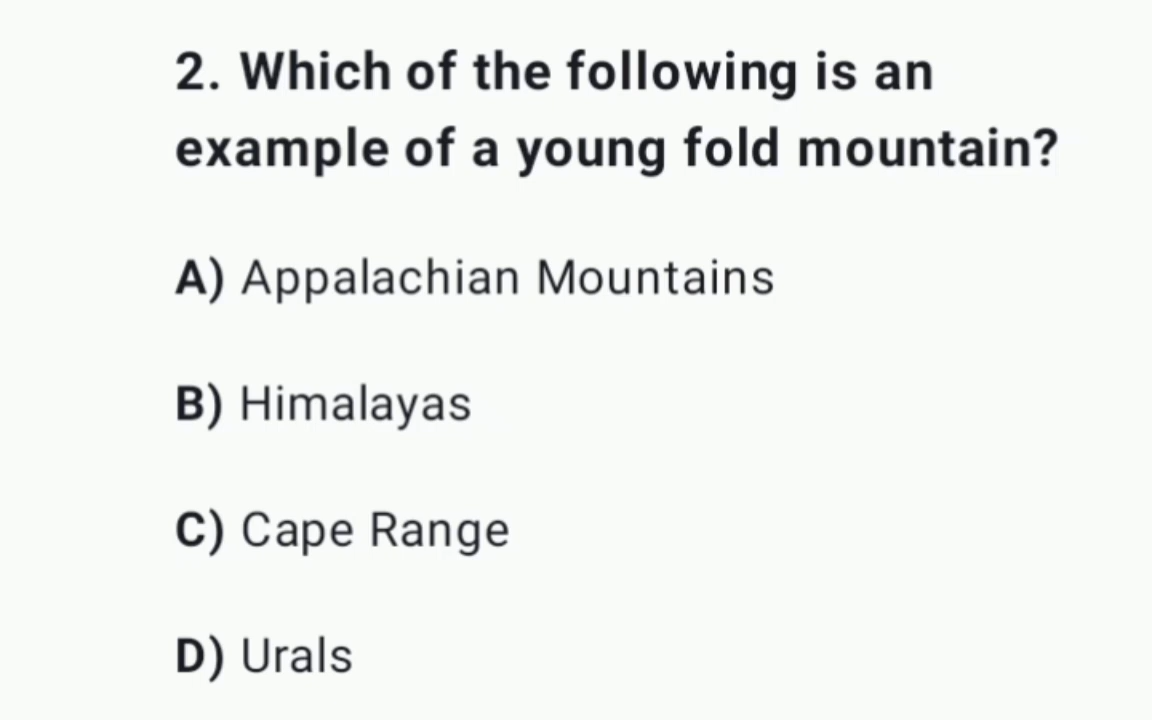 2. Which of the following is an
example of a young fold mountain?
A) Appalachian Mountains
B) Himalayas
C) Cape Range
D) Urals